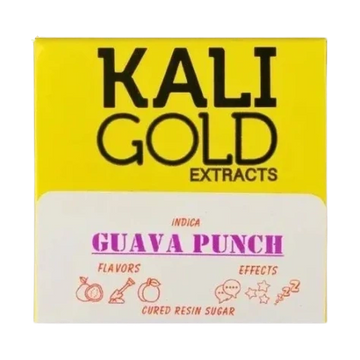 KALI
GOLD
EXTRACTS
INDICA
GUAVA PUNCH
FLAVORS EFFECTS
CURED RESIN SUGAR